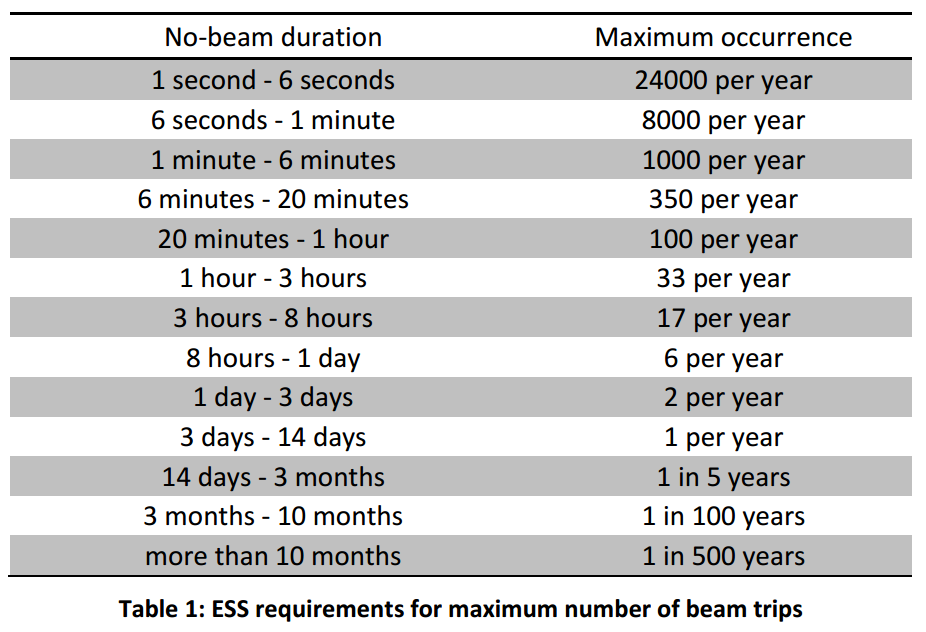 No-beam duration Maximum occurrence
1 second - 6 seconds 24000 per year
6 seconds - 1 minute 8000 per year
1 minute - 6 minutes 1000 per year
6 minutes - 20 minutes 350 per year
20 minutes - 1 hour 100 per year
1 hour - 3 hours 33 per year
3 hours - 8 hours 17 per year
8 hours - 1 day 6 per year
1 day - 3 days 2 per year
3 days - 14 days 1 per year
14 days - 3 months 1 in 5 years
3 months - 10 months 1 in 100 years
more than 10 months 1 in 500 years
Table 1: ESS requirements for maximum number of beam trips